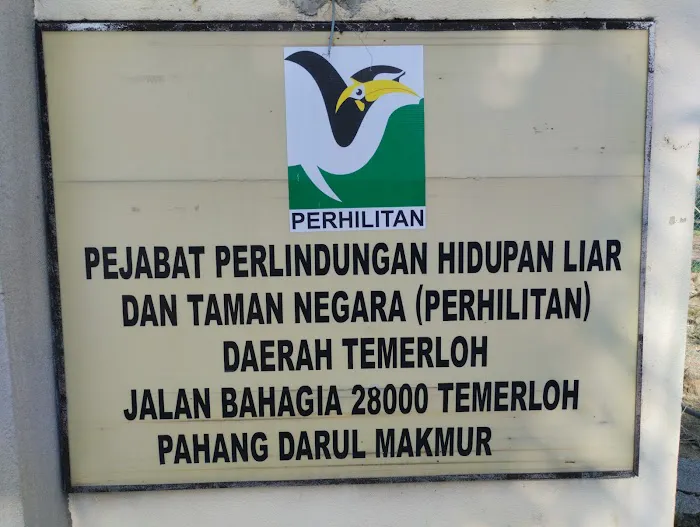 PERHILITAN
PEJABAT PERLINDUNGAN HIDUPAN LIAR
DAN TAMAN NEGARA (PERHILITAN)
DAERAH TEMERLOH
JALAN BAHAGIA 28000 TEMERLOH
PAHANG DARUL MAKMUR